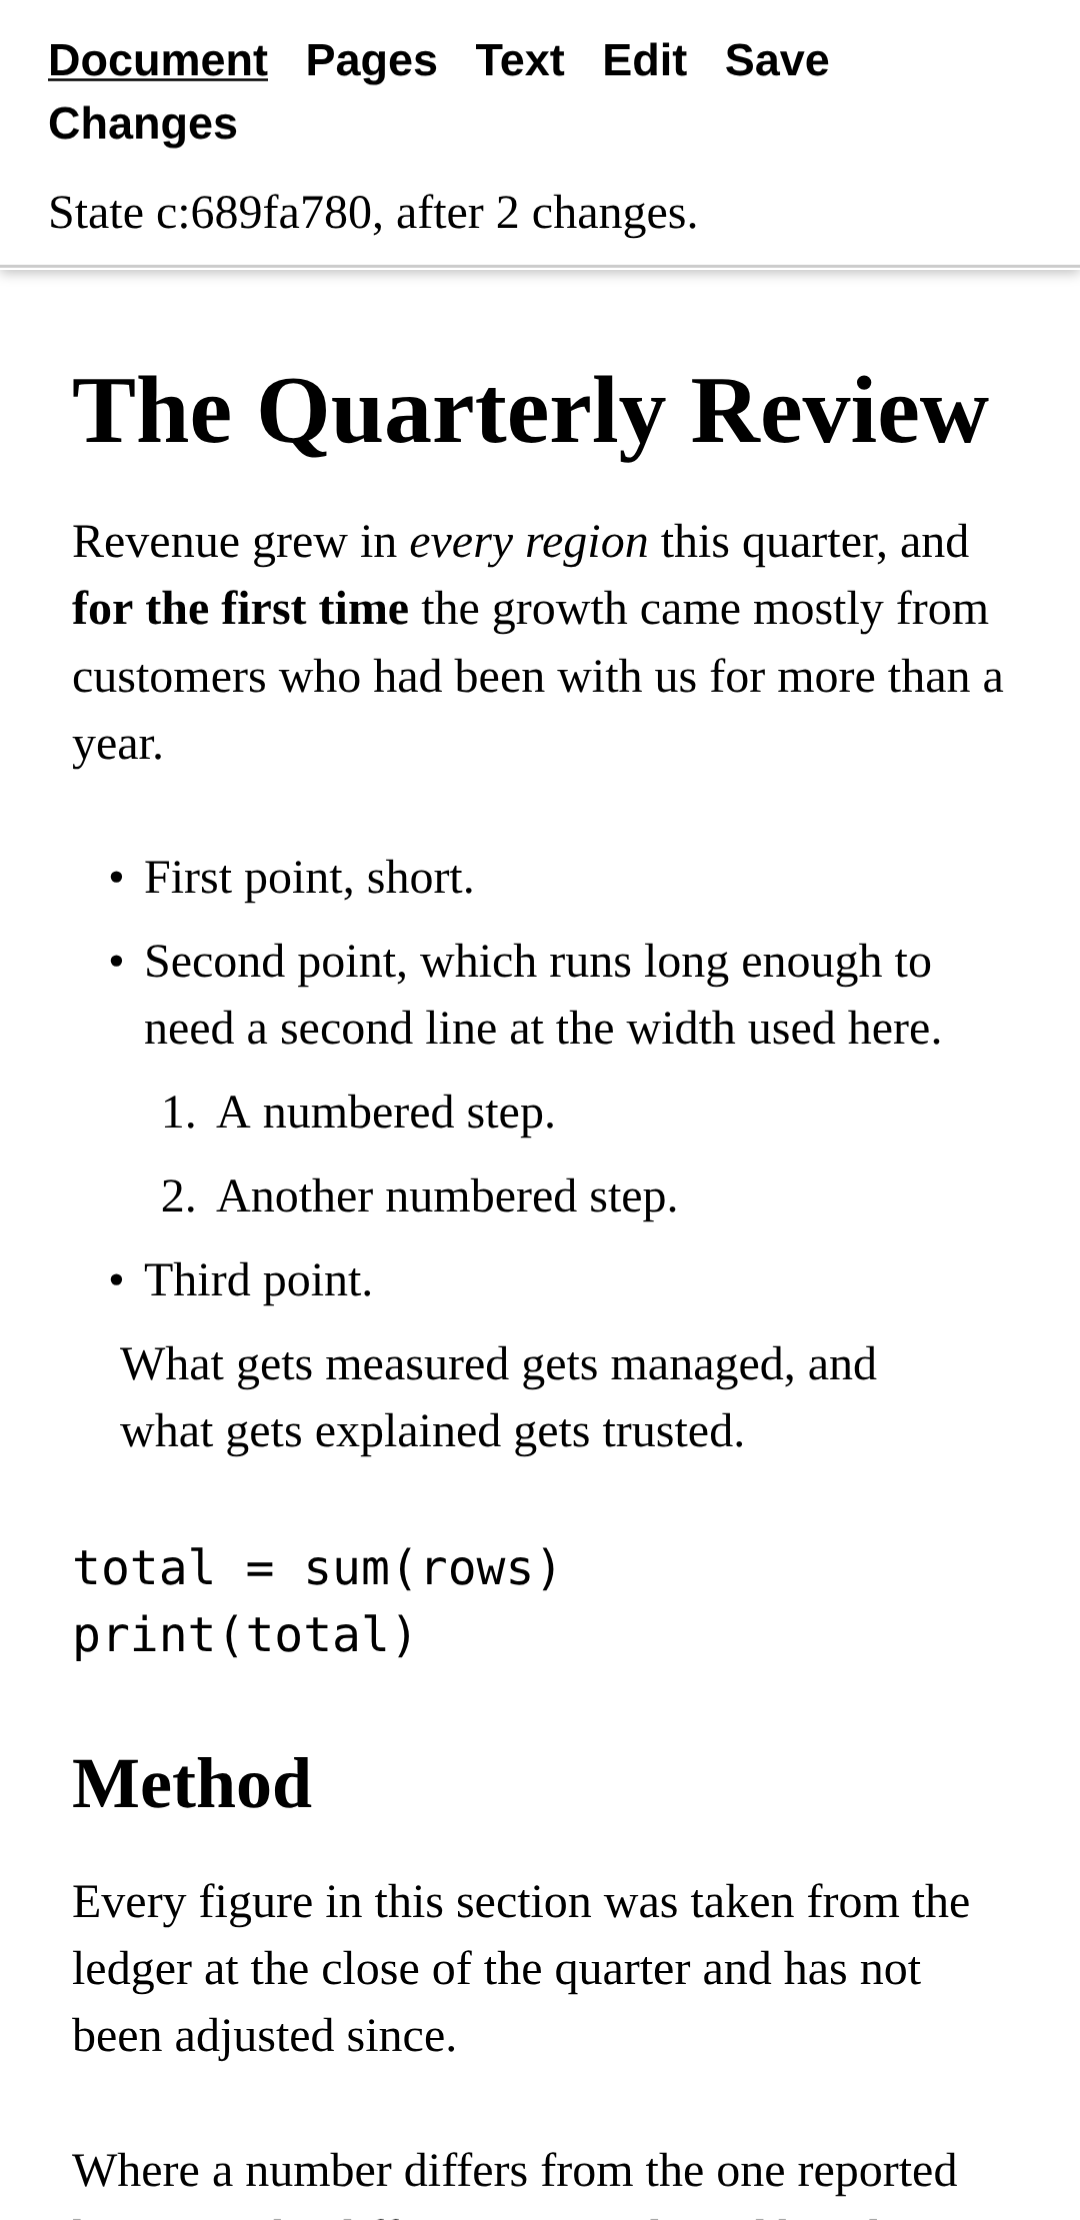 Document Pages Text Edit Save
Changes
State c:689fa780, after 2 changes.
The Quarterly Review
Revenue grew in every region this quarter, and
for the first time the growth came mostly from
customers who had been with us for more than a
year.
• First point, short.
• Second point, which runs long enough to
need a second line at the width used here.
1. A numbered step.
2. Another numbered step.
• Third point.
What gets measured gets managed, and
what gets explained gets trusted.
total = sum(rows)
print(total)
Method
Every figure in this section was taken from the
ledger at the close of the quarter and has not
been adjusted since.
Where a number differs from the one reported